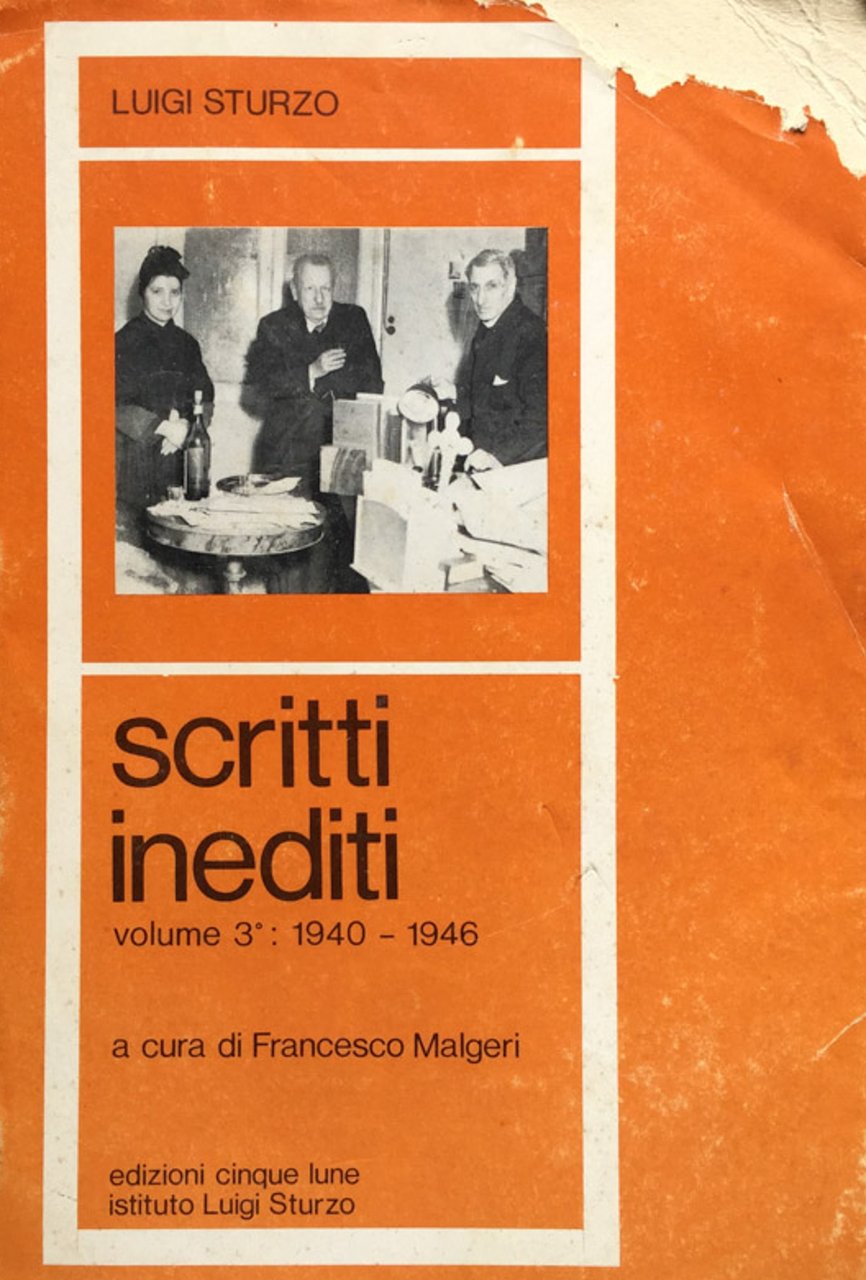 LUIGI STURZO
scritti
inediti
volume 3° : 1940 – 1946
a cura di Francesco Malgeri
edizioni cinque lune
istituto Luigi Sturzo